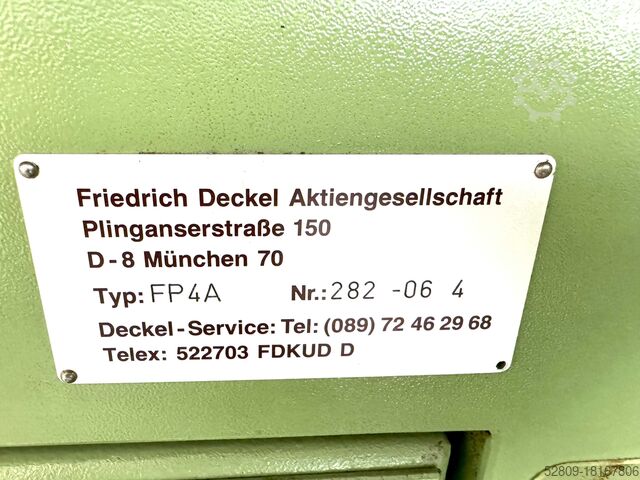 Friedrich Deckel Aktiengesellschaft
Plinganserstraße 150
D-8 München 70
Typ: FP4A Nr.: 282 -06 4
Deckel-Service: Tel: (089) 72 46 29 68
Telex: 522703 FDKUD D
52809-18167806